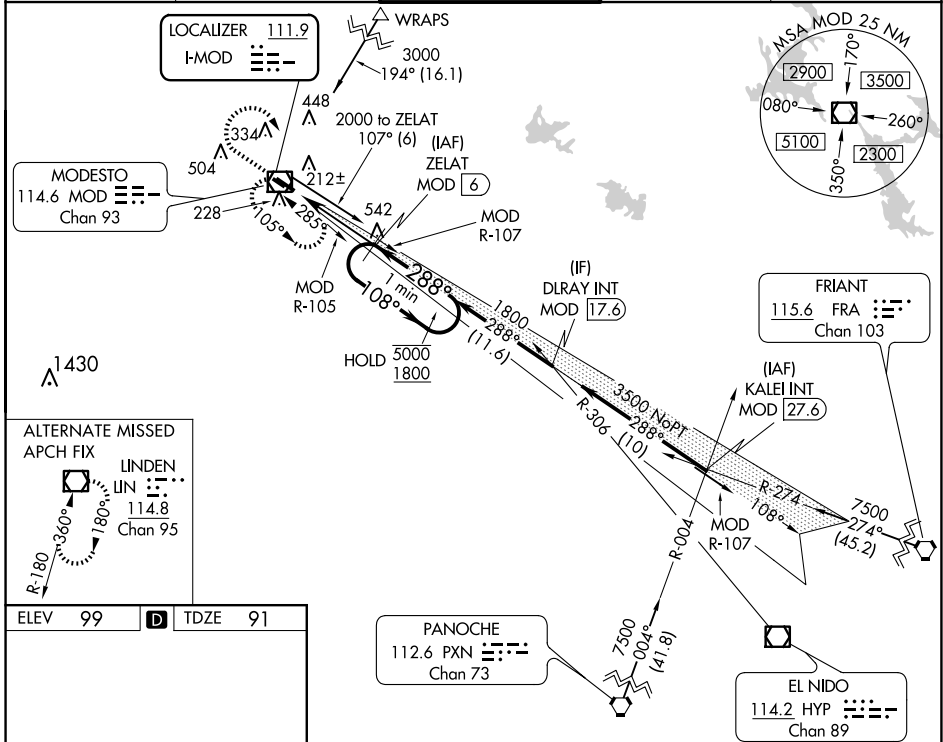 LOCALIZER 111.9
I-MOD
WRAPS
3000
194° (16.1)
MSA MOD 25 NM
170°
2900
3500
080°
260°
5100
2300
350°
448
334
504
2000 to ZELAT
107° (6)
(IAF)
ZELAT
MOD 6
MODESTO
114.6 MOD
Chan 93
212±
228
105°
285°
542
MOD
R-107
MOD
R-105
288°
108°
1 min
HOLD 5000
1800
1800
288°
(11.6)
(IF)
DLRAY INT
MOD 17.6
FRIANT
115.6 FRA
Chan 103
1430
3500 NoPT
288°
(10)
R-306
(IAF)
KALEI INT
MOD 27.6
R-274
108°
MOD
R-107
7500
274°
(45.2)
R-004
7500
004°
(41.8)
ALTERNATE MISSED
APCH FIX
LINDEN
LIN
114.8
Chan 95
360°
180°
R-180
ELEV 99 D TDZE 91
PANOCHE
112.6 PXN
Chan 73
EL NIDO
114.2 HYP
Chan 89